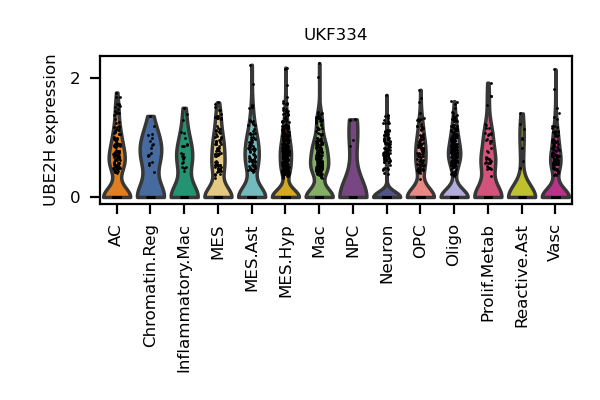 UKF334
UBE2H expression
2
0
AC
Chromatin.Reg
Inflammatory.Mac
MES
MES.Ast
MES.Hyp
Mac
NPC
Neuron
OPC
Oligo
Prolif.Metab
Reactive.Ast
Vasc